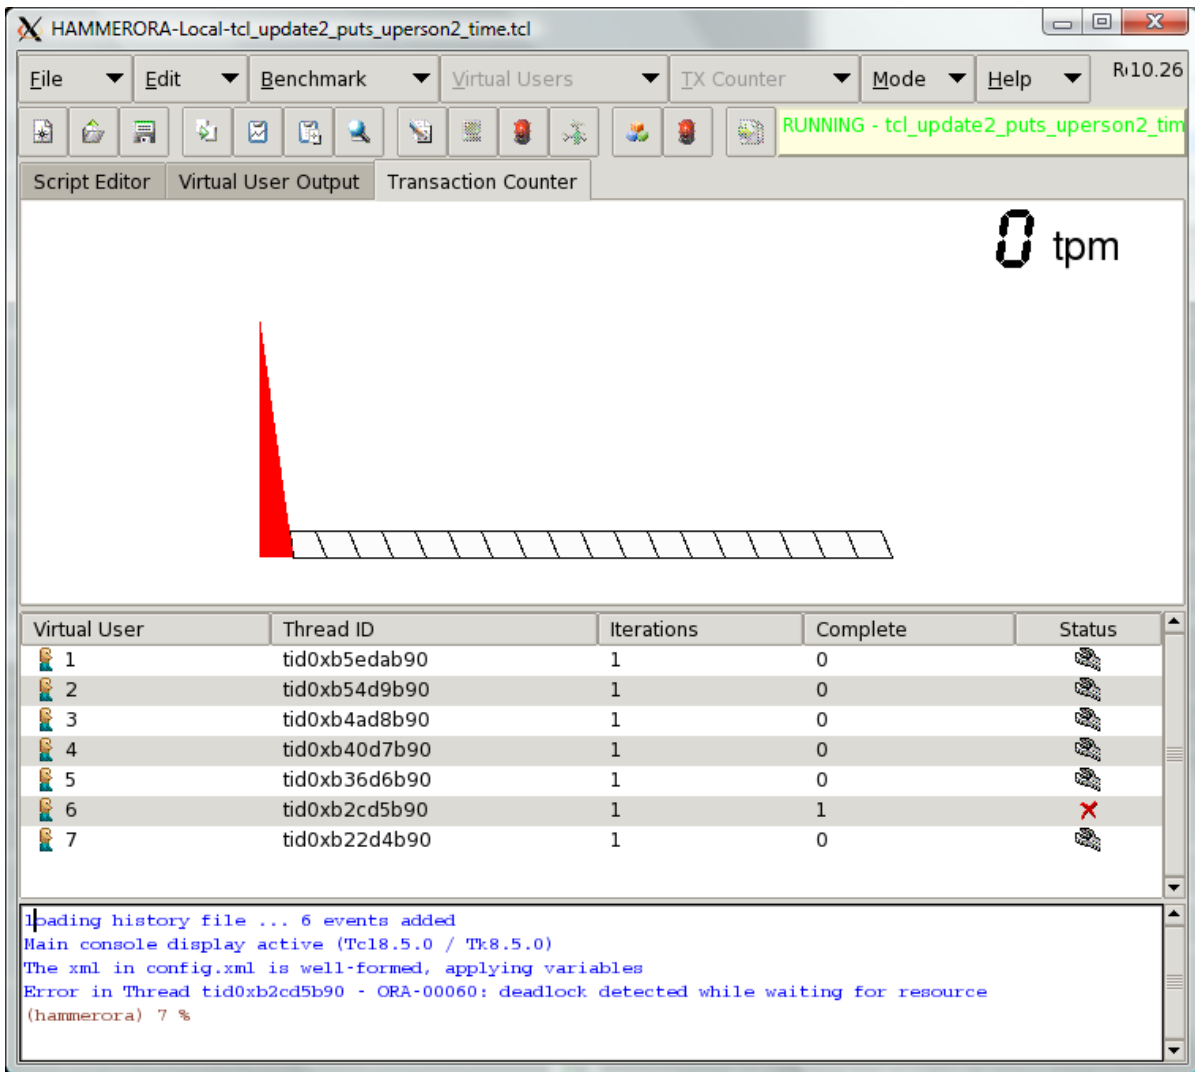 HAMMERORA-Local-tcl_update2_puts_uperson2_time.tcl
File Edit Benchmark Virtual Users TX Counter Mode Help 10.26
RUNNING - tcl_update2_puts_uperson2_tim
Script Editor Virtual User Output Transaction Counter
0 tpm
Virtual User Thread ID Iterations Complete Status
1 tid0xb5edab90 1 0
2 tid0xb54d9b90 1 0
3 tid0xb4ad8b90 1 0
4 tid0xb40d7b90 1 0
5 tid0xb36d6b90 1 0
6 tid0xb2cd5b90 1 1
7 tid0xb22d4b90 1 0
loading history file ... 6 events added
Main console display active (Tcl8.5.0 / Tk8.5.0)
The xml in config.xml is well-formed, applying variables
Error in Thread tid0xb2cd5b90 - ORA-00060: deadlock detected while waiting for resource
(hammerora) 7 %